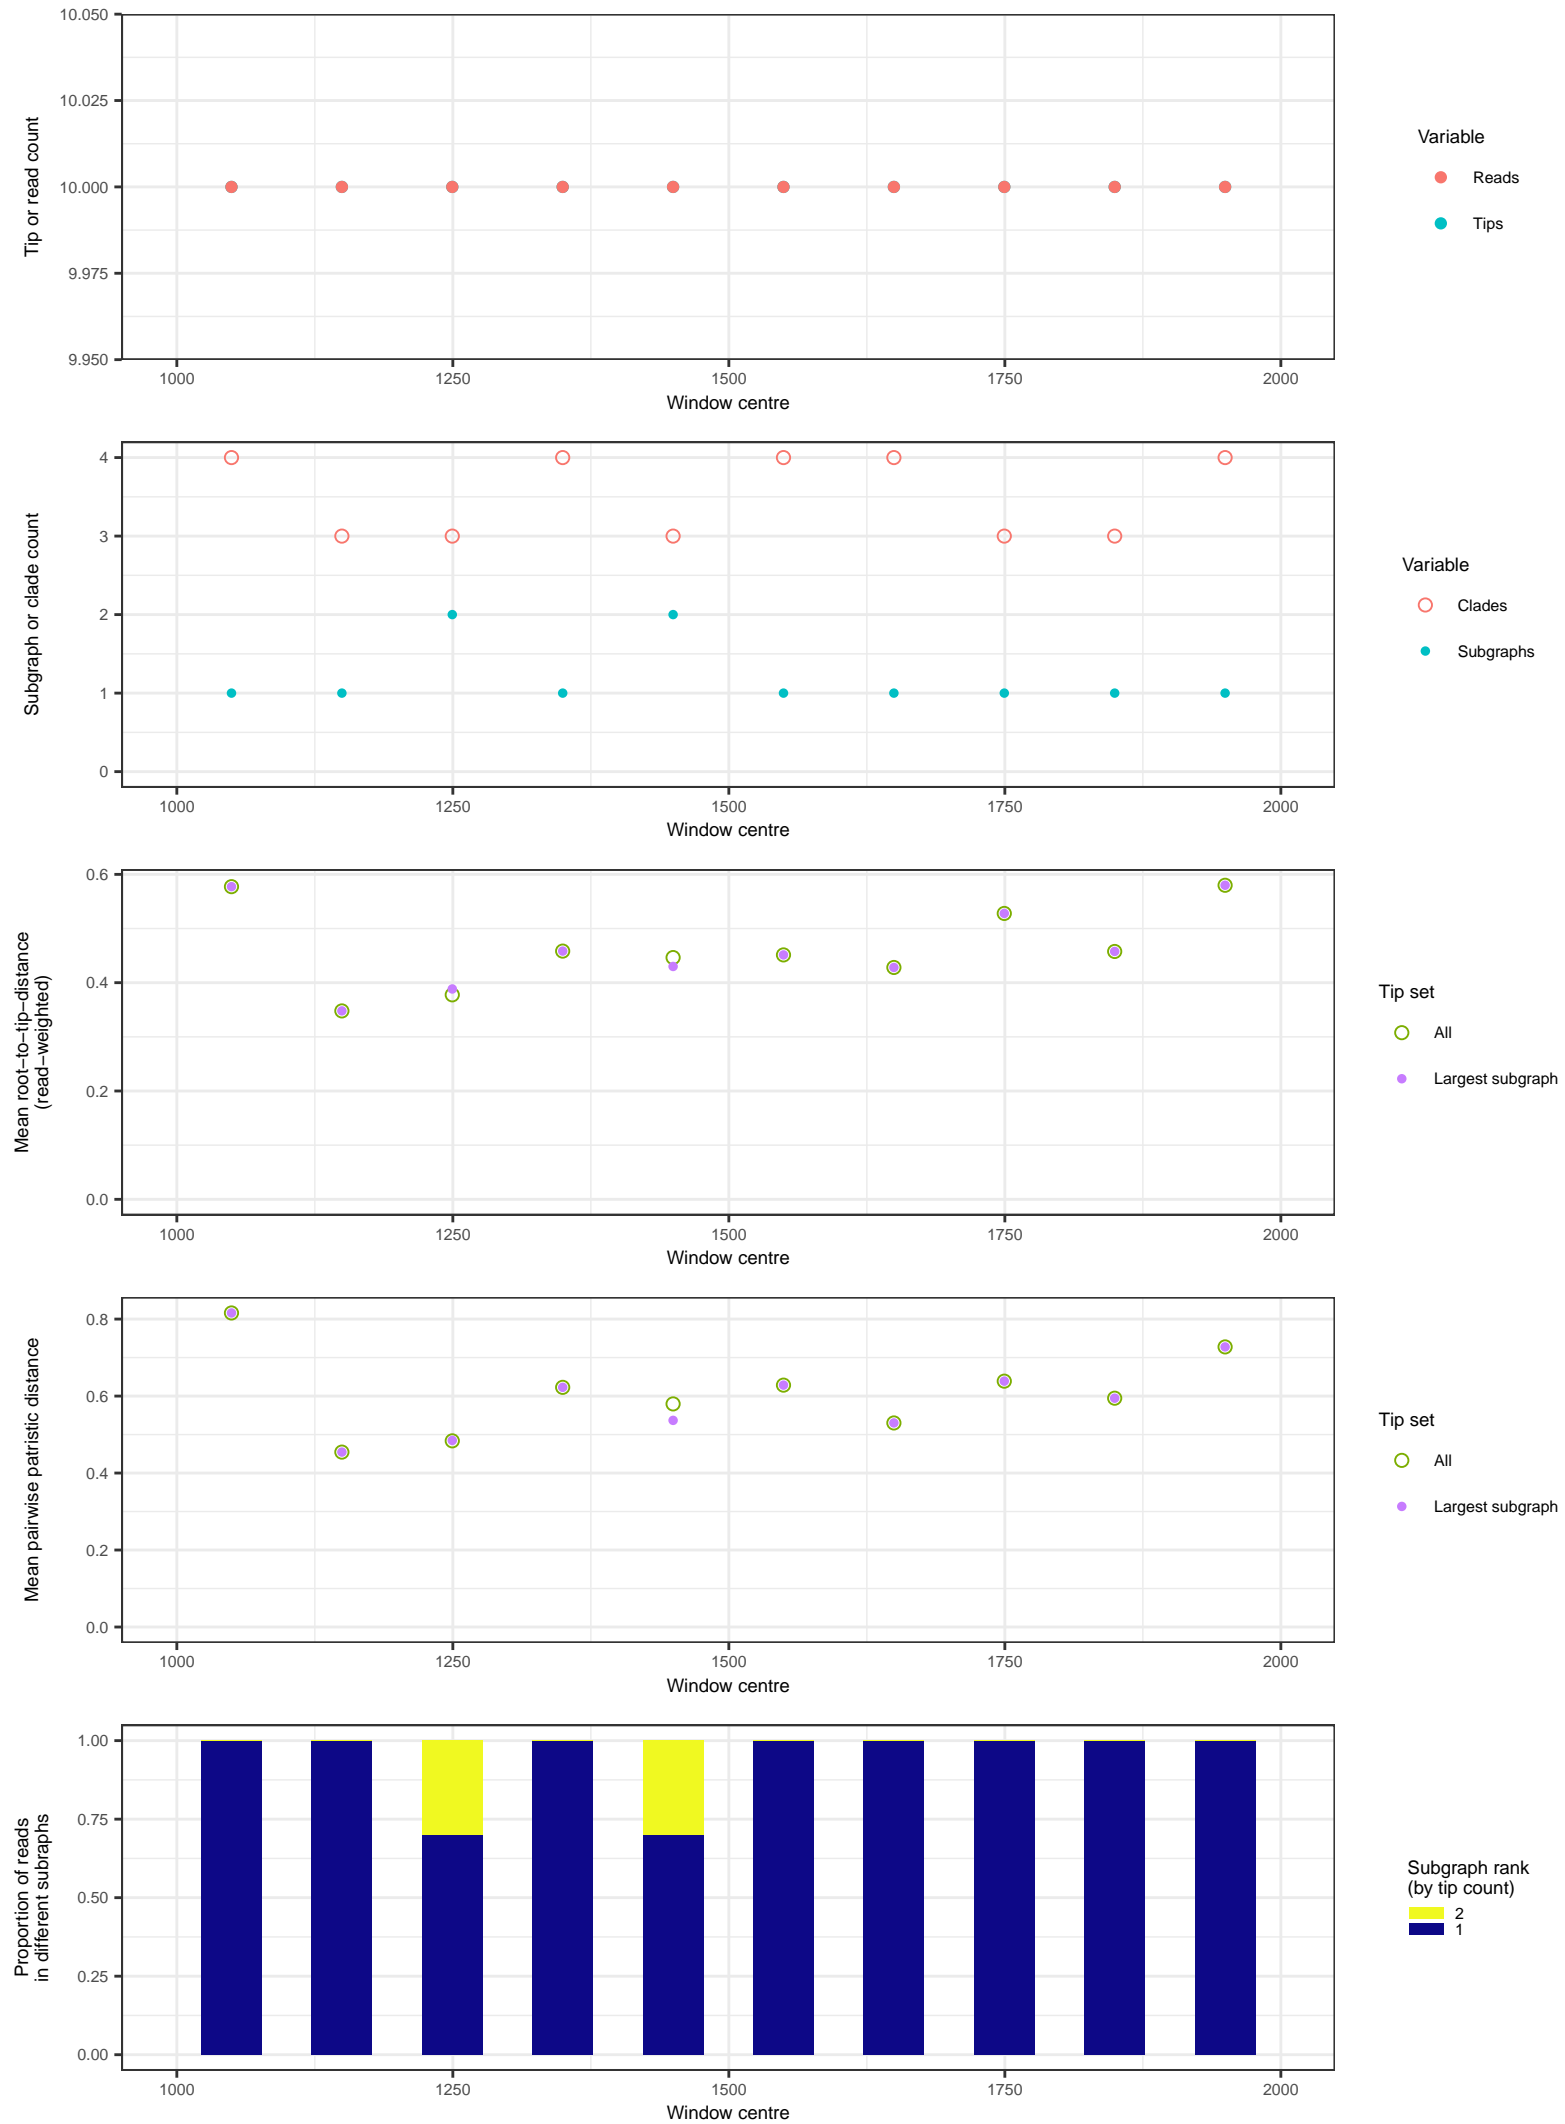 10.050
10.025
10.000
9.975
9.950
Tip or read count
1000 1250 1500 1750 2000
Window centre
Variable
Reads
Tips
4
3
2
1
0
Subgraph or clade count
1000 1250 1500 1750 2000
Window centre
Variable
Clades
Subgraphs
0.6
0.4
0.2
0.0
Mean root−to−tip−distance
(read−weighted)
1000 1250 1500 1750 2000
Window centre
Tip set
All
Largest subgraph
0.8
0.6
0.4
0.2
0.0
Mean pairwise patristic distance
1000 1250 1500 1750 2000
Window centre
Tip set
All
Largest subgraph
1.00
0.75
0.50
0.25
0.00
Proportion of reads
in different subraphs
1000 1250 1500 1750 2000
Window centre
Subgraph rank
(by tip count)
2
1